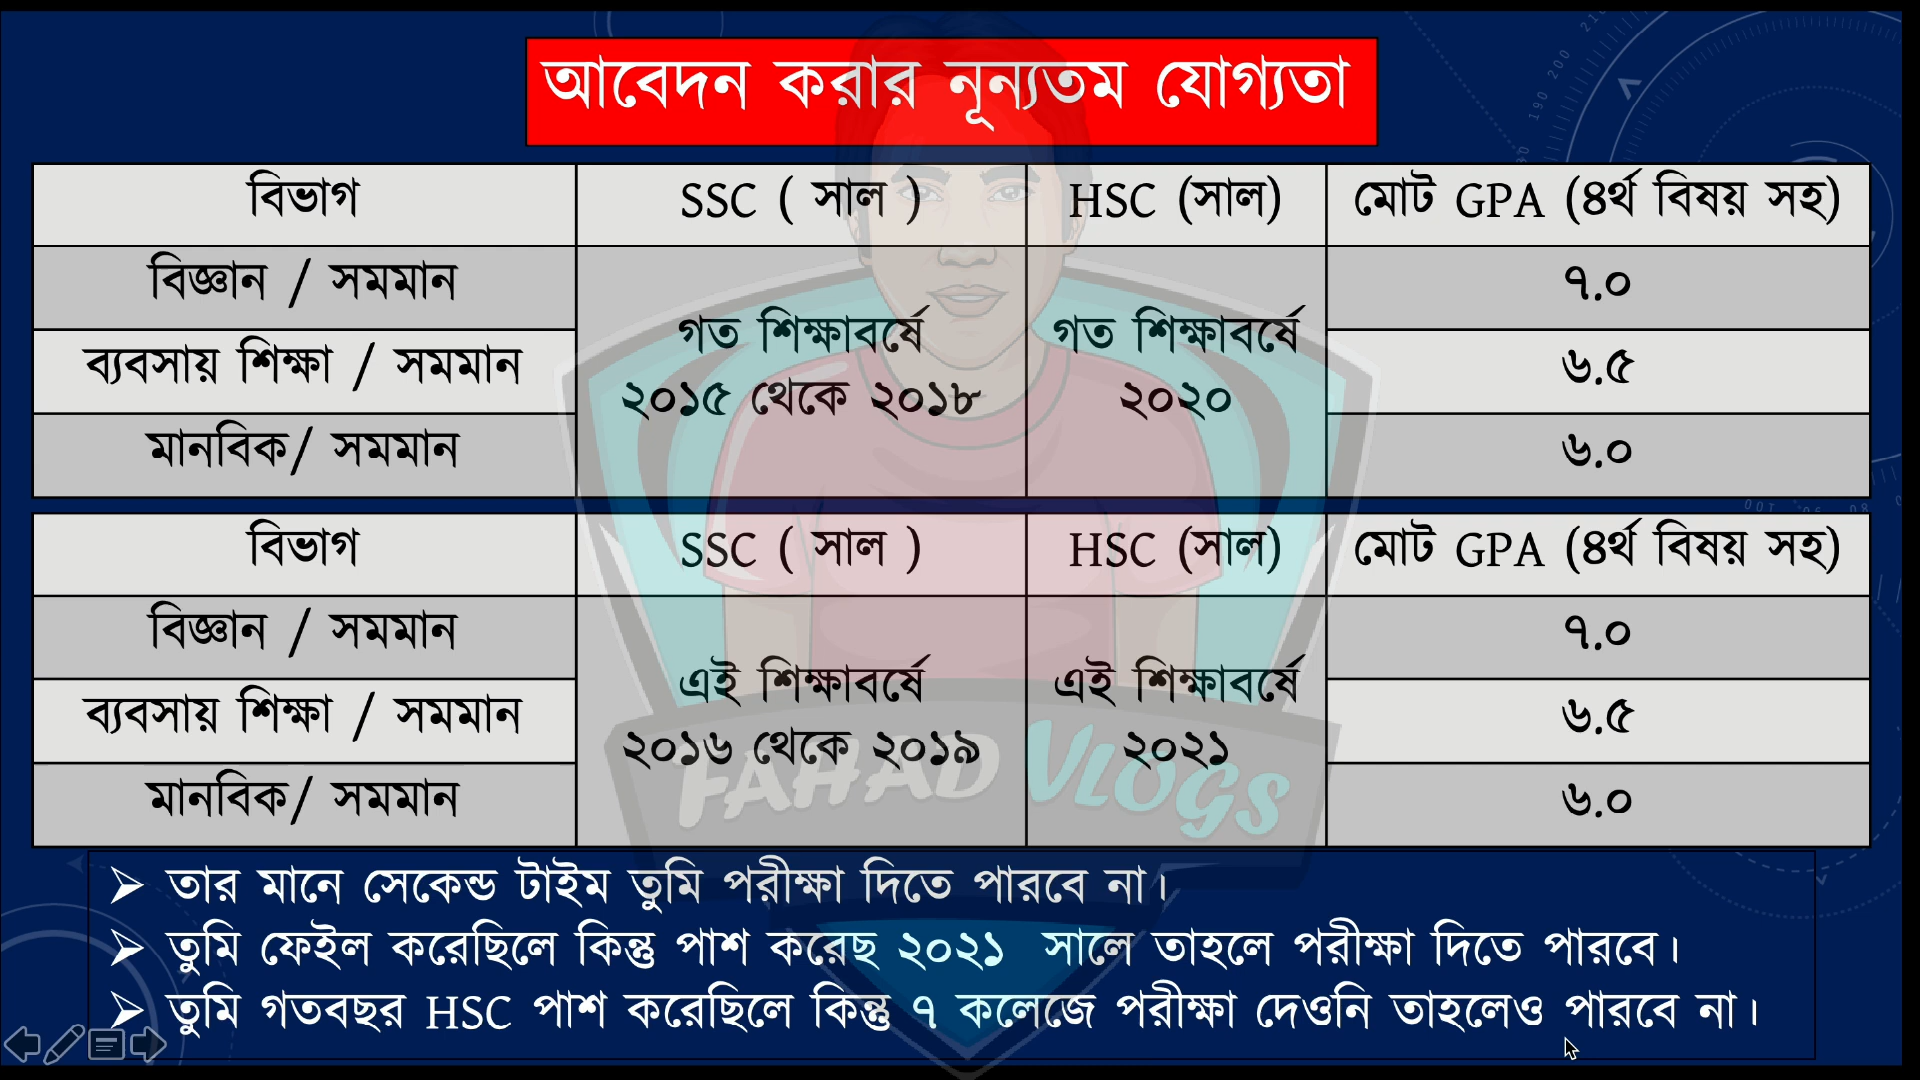 আবেদন করার নূন্যতম যোগ্যতা
বিভাগ SSC ( সাল ) HSC (সাল) মোট GPA (৪র্থ বিষয় সহ)
বিজ্ঞান / সমমান ৭.০
গত শিক্ষাবর্ষে গত শিক্ষাবর্ষে
ব্যবসায় শিক্ষা / সমমান ৬.৫
২০১৫ থেকে ২০১৮ ২০২০
মানবিক/ সমমান ৬.০
বিভাগ SSC ( সাল ) HSC (সাল) মোট GPA (৪র্থ বিষয় সহ)
বিজ্ঞান / সমমান ৭.০
এই শিক্ষাবর্ষে এই শিক্ষাবর্ষে
ব্যবসায় শিক্ষা / সমমান ৬.৫
২০১৬ থেকে ২০১৯ ২০২১
FAHAD VLOGS
মানবিক/ সমমান ৬.০
তার মানে সেকেন্ড টাইম তুমি পরীক্ষা দিতে পারবে না।
তুমি ফেইল করেছিলে কিন্তু পাশ করেছ ২০২১ সালে তাহলে পরীক্ষা দিতে পারবে।
তুমি গতবছর HSC পাশ করেছিলে কিন্তু ৭ কলেজে পরীক্ষা দেওনি তাহলেও পারবে না।